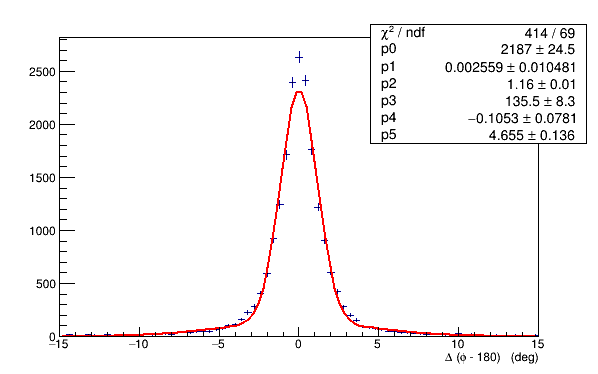 χ² / ndf 414 / 69
p0 2187 ± 24.5
p1 0.002559 ± 0.010481
p2 1.16 ± 0.01
p3 135.5 ± 8.3
p4 −0.1053 ± 0.0781
p5 4.655 ± 0.136
2500
2000
1500
1000
500
0
−15 −10 −5 0 5 10 15
Δ (ϕ - 180) (deg)